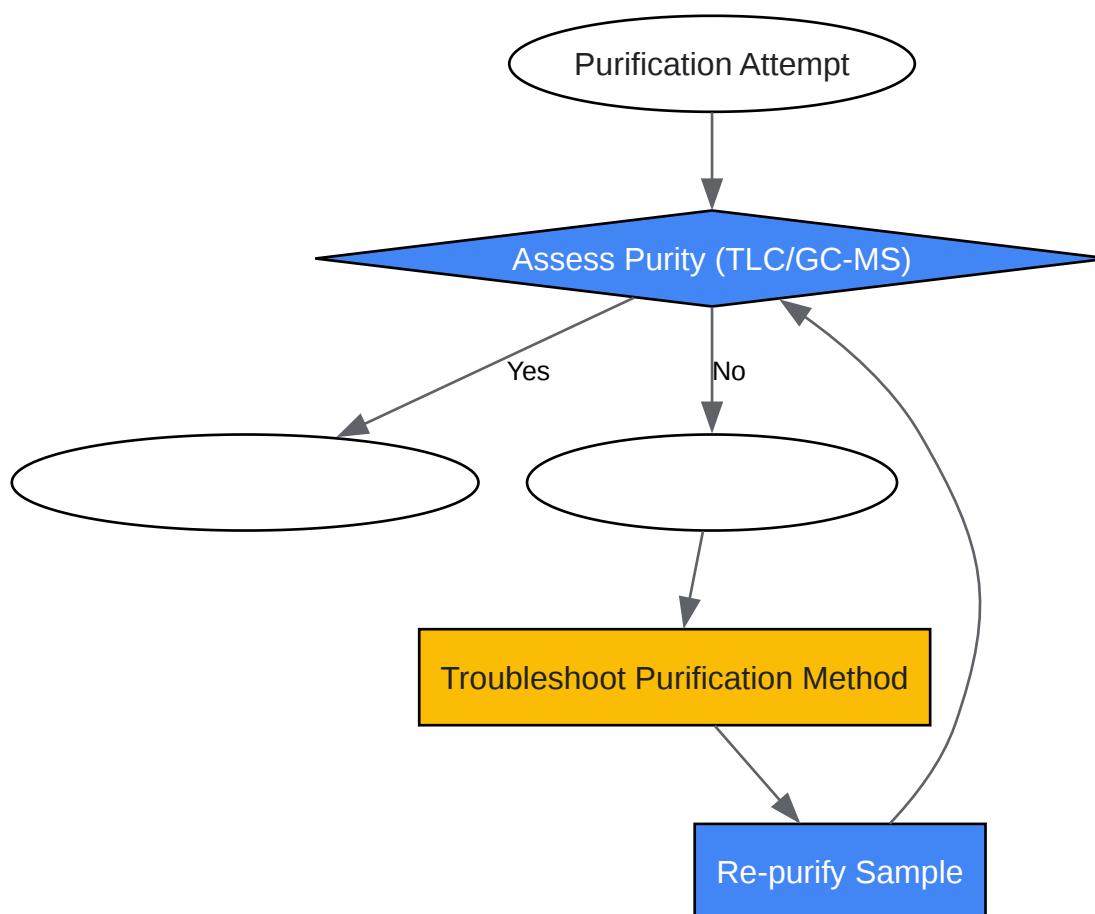 Purification Attempt
Assess Purity (TLC/GC-MS)
Yes
No
Troubleshoot Purification Method
Re-purify Sample